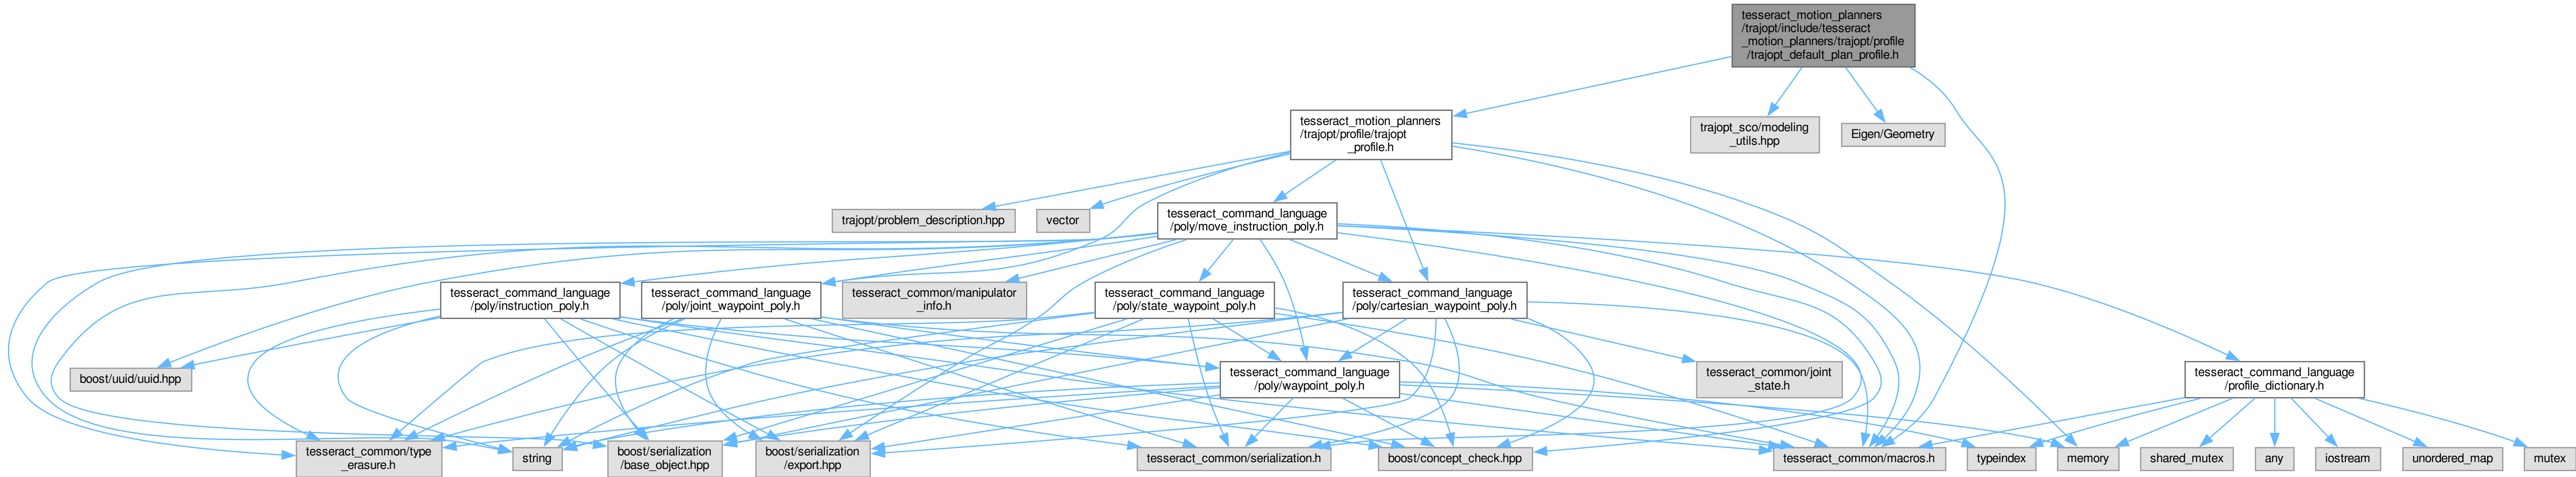 tesseract_motion_planners
/trajopt/include/tesseract
_motion_planners/trajopt/profile
/trajopt_default_plan_profile.h
tesseract_motion_planners
/trajopt/profile/trajopt
_profile.h
trajopt_sco/modeling
_utils.hpp
Eigen/Geometry
trajopt/problem_description.hpp
vector
tesseract_command_language
/poly/move_instruction_poly.h
tesseract_command_language
/poly/instruction_poly.h
tesseract_command_language
/poly/joint_waypoint_poly.h
tesseract_common/manipulator
_info.h
tesseract_command_language
/poly/state_waypoint_poly.h
tesseract_command_language
/poly/cartesian_waypoint_poly.h
boost/uuid/uuid.hpp
tesseract_command_language
/poly/waypoint_poly.h
tesseract_common/joint
_state.h
tesseract_command_language
/profile_dictionary.h
tesseract_common/type
_erasure.h
string
boost/serialization
/base_object.hpp
boost/serialization
/export.hpp
tesseract_common/serialization.h
boost/concept_check.hpp
tesseract_common/macros.h
typeindex
memory
shared_mutex
any
iostream
unordered_map
mutex